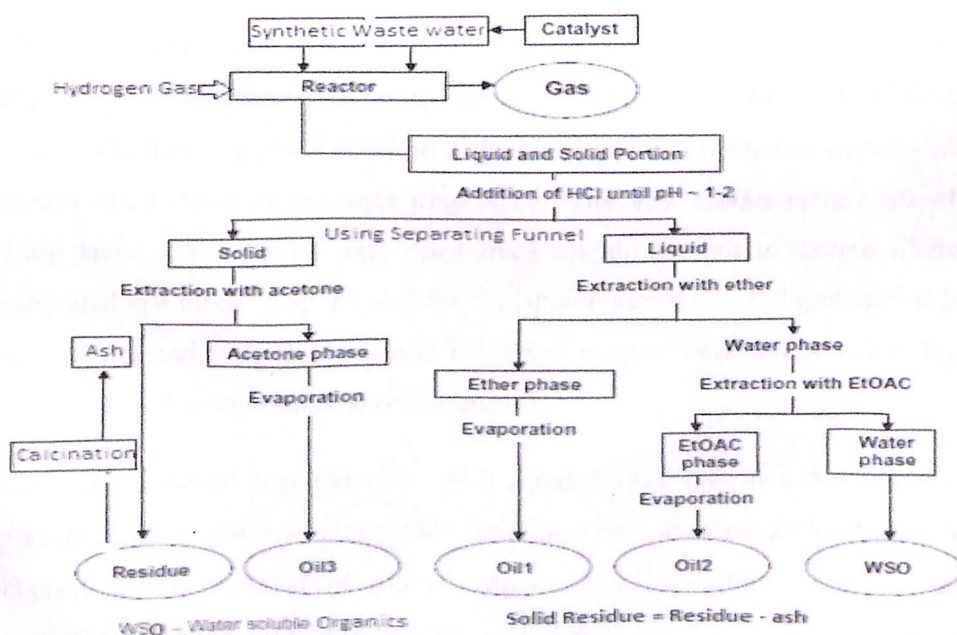 Synthetic Waste water
Catalyst
Hydrogen Gas
Reactor
Gas
Liquid and Solid Portion
Addition of HCl until pH ~ 1-2
Using Separating Funnel
Solid
Liquid
Extraction with acetone
Extraction with ether
Ash
Acetone phase
Water phase
Ether phase
Evaporation
Extraction with EtOAC
Calcination
Evaporation
EtOAC
phase
Water
phase
Evaporation
Residue
Oil3
Oil1
Oil2
WSO
WSO – Water soluble Organics
Solid Residue = Residue - ash